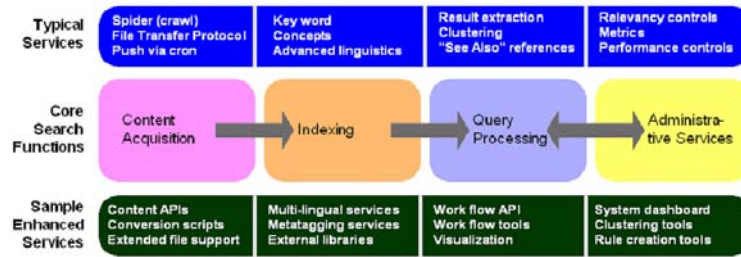 Typical
Services
Spider (crawl)
File Transfer Protocol
Push via cron
Key word
Concepts
Advanced linguistics
Result extraction
Clustering
"See Also" references
Relevancy controls
Metrics
Performance controls
Core
Search
Functions
Content
Acquisition
Indexing
Query
Processing
Administra-
tive Services
Sample
Enhanced
Services
Content APIs
Conversion scripts
Extended file support
Multi-lingual services
Metatagging services
External libraries
Work flow API
Work flow tools
Visualization
System dashboard
Clustering tools
Rule creation tools